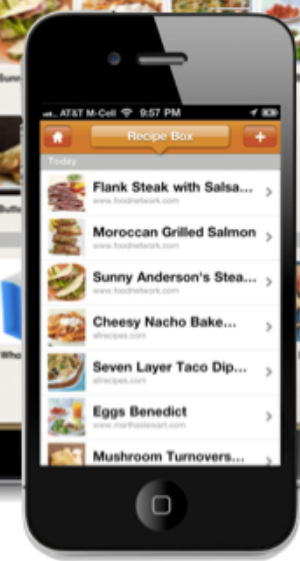 AT&T M-Cell 9:57 PM
Recipe Box
+
Today
Flank Steak with Salsa...
www.foodnetwork.com
Moroccan Grilled Salmon
www.foodnetwork.com
Sunny Anderson's Stea...
www.foodnetwork.com
Cheesy Nacho Bake...
allrecipes.com
Seven Layer Taco Dip...
allrecipes.com
Eggs Benedict
www.marthastewart.com
Mushroom Turnovers...